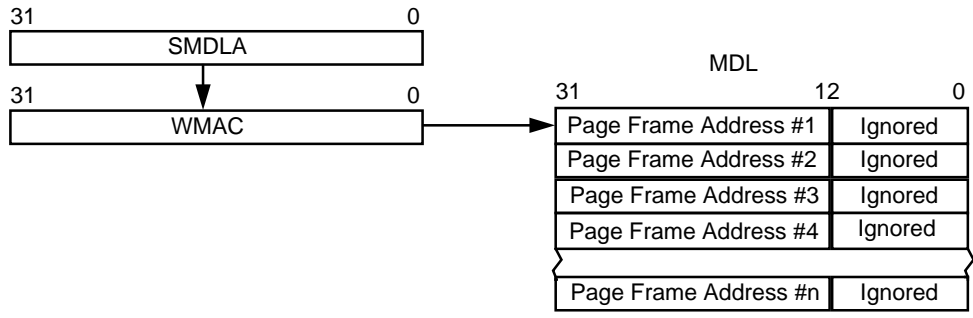 31 0
SMDLA
31 0
WMAC
MDL
31 12 0
Page Frame Address #1 Ignored
Page Frame Address #2 Ignored
Page Frame Address #3 Ignored
Page Frame Address #4 Ignored
Page Frame Address #n Ignored